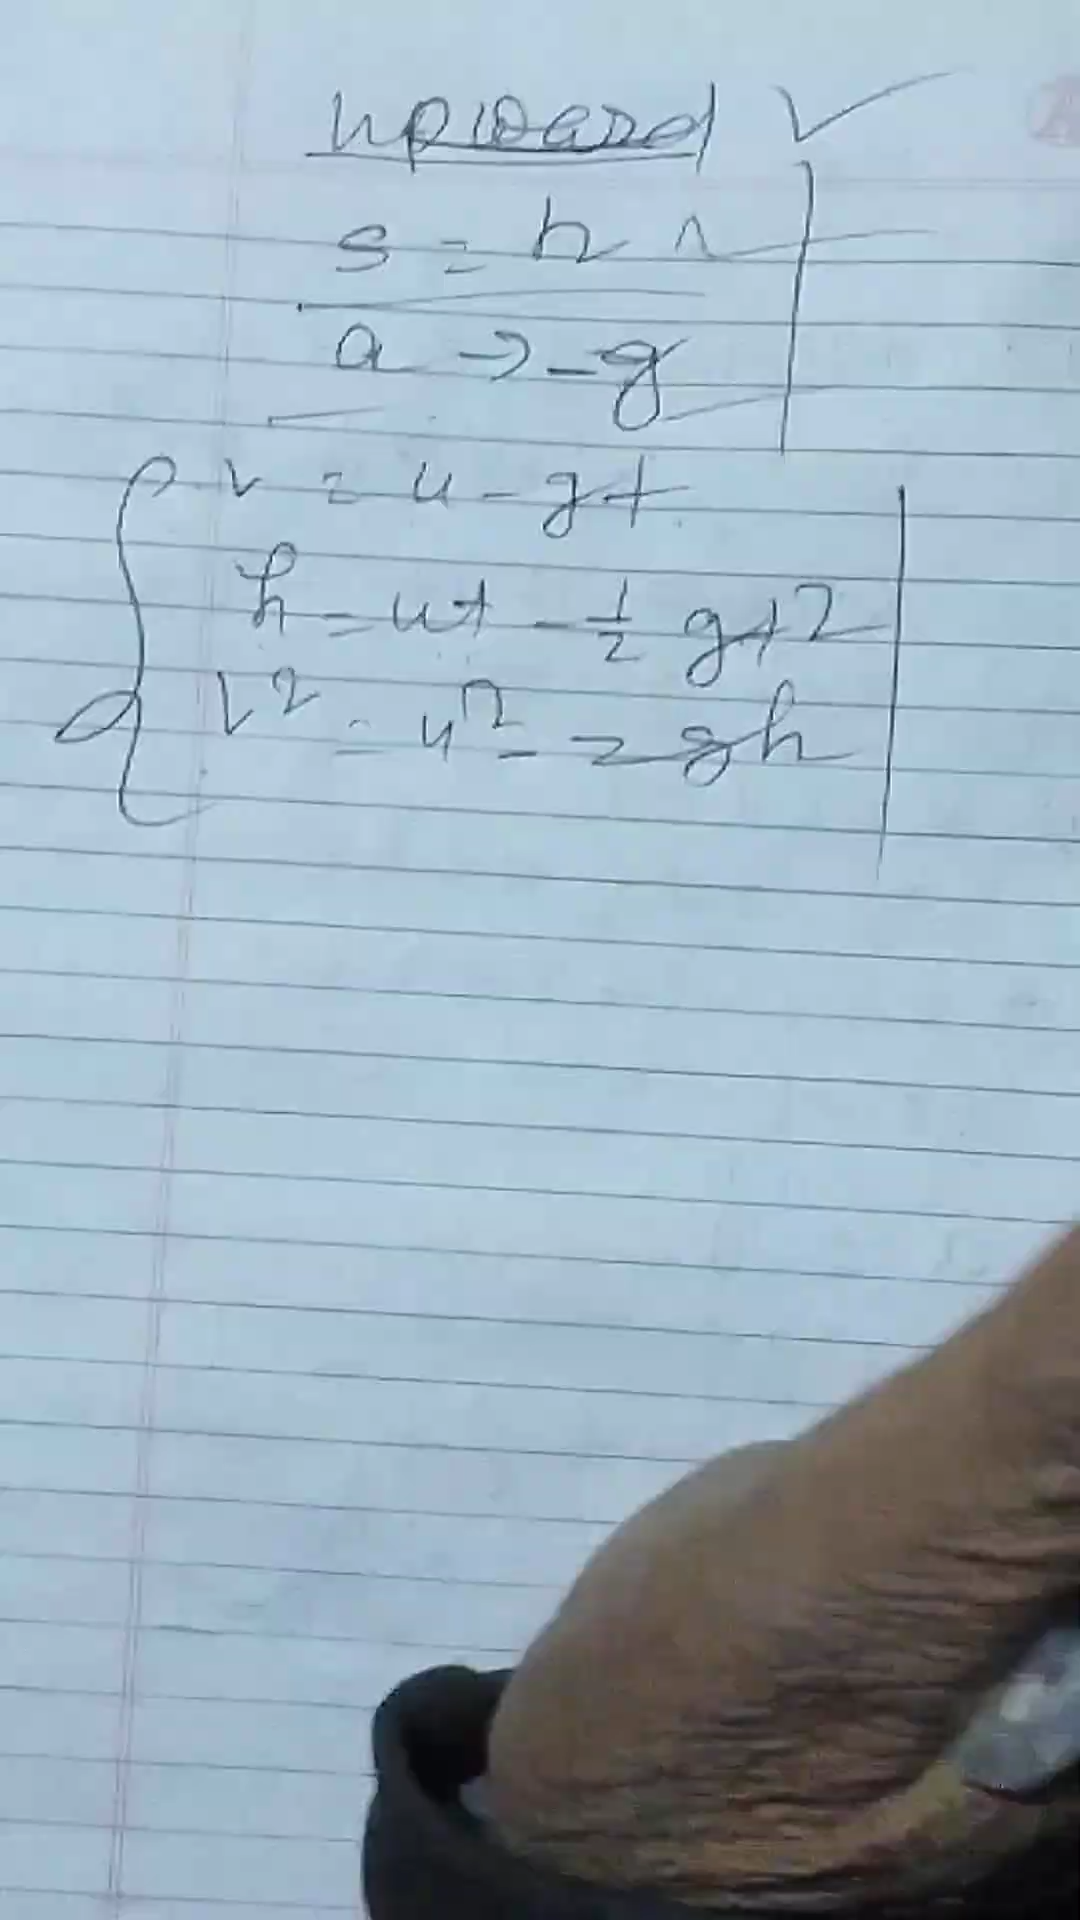 upward ✓
s = h
a → -g
v = u - gt
h = ut - 1/2 gt2
v² = u² - 2gh